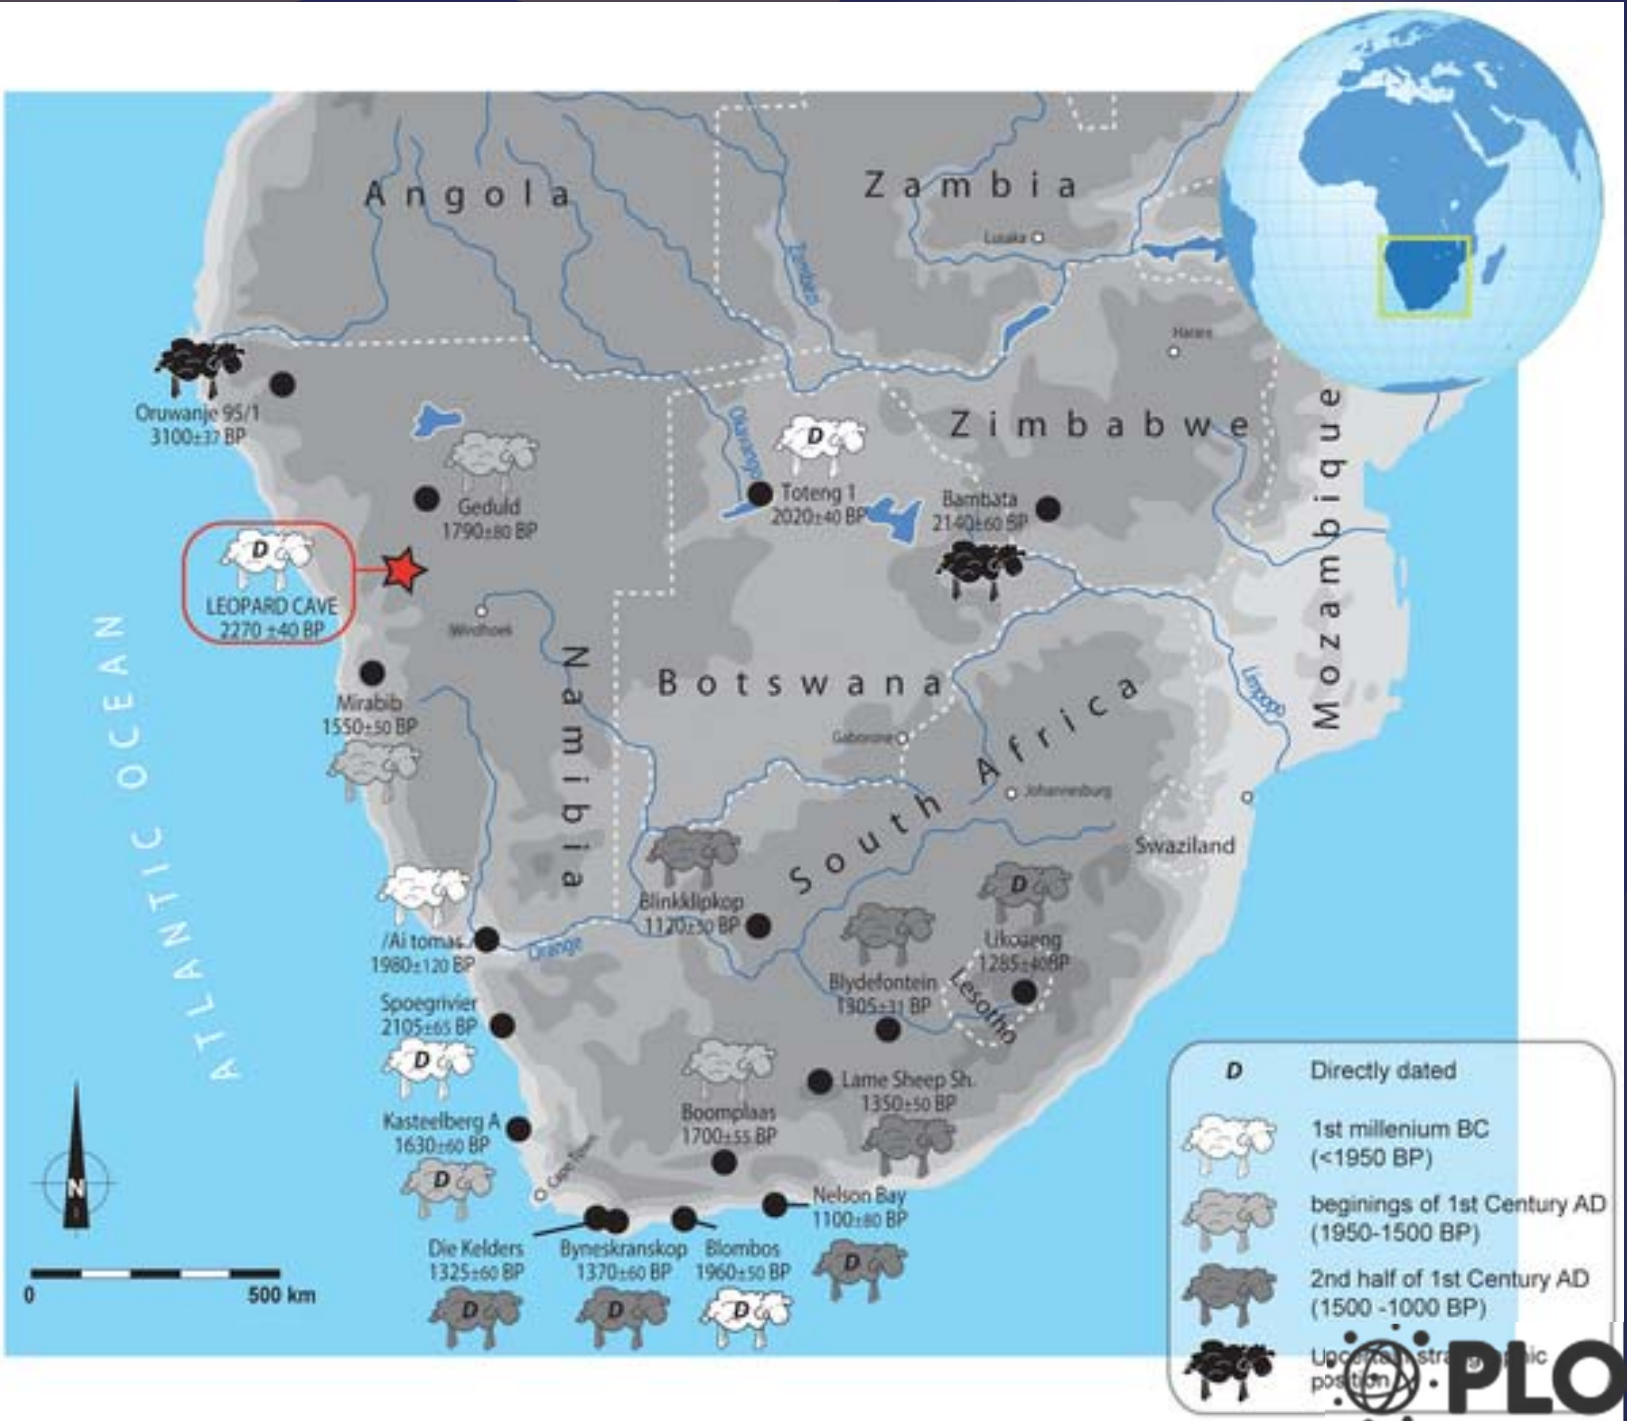 Angola
Zambia
Lusaka
Zambezi
Harare
Oruwanje 95/1
3100±37 BP
Okavango
D
Zimbabwe
Mozambique
Geduld
1790±80 BP
Toteng 1
2020±40 BP
Bambata
2140±60 BP
D
LEOPARD CAVE
2270 ±40 BP
Windhoek
Namibia
Botswana
ATLANTIC OCEAN
Mirabib
1550±50 BP
Limpopo
Gaborone
South Africa
Johannesburg
Swaziland
Blinkklipkop
1120±50 BP
D
/Ai tomas
1980±120 BP
Orange
Likoaeng
1285±40BP
Blydefontein
1305±31 BP
Lesotho
Spoegrivier
2105±65 BP
D
Lame Sheep Sh.
1350±50 BP
Kasteelberg A
1630±60 BP
D
Boomplaas
1700±55 BP
Cape Town
N
Nelson Bay
1100±80 BP
D
Die Kelders
1325±60 BP
D
Byneskranskop
1370±60 BP
D
Blombos
1960±50 BP
D
0
500 km
D
Directly dated
1st millenium BC
(<1950 BP)
beginings of 1st Century AD
(1950-1500 BP)
2nd half of 1st Century AD
(1500 -1000 BP)
Uncertain stratigraphic
position
PLO